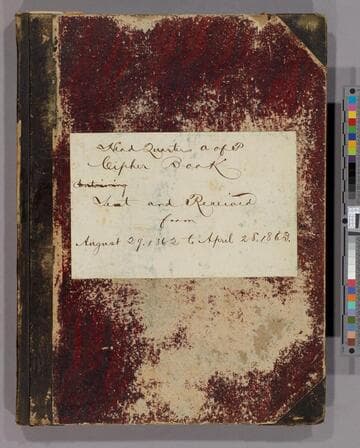 Head Quarters A of P
Cipher Book
Containing
Sent and Received
from
August 29. 1862 to April 28. 1863.